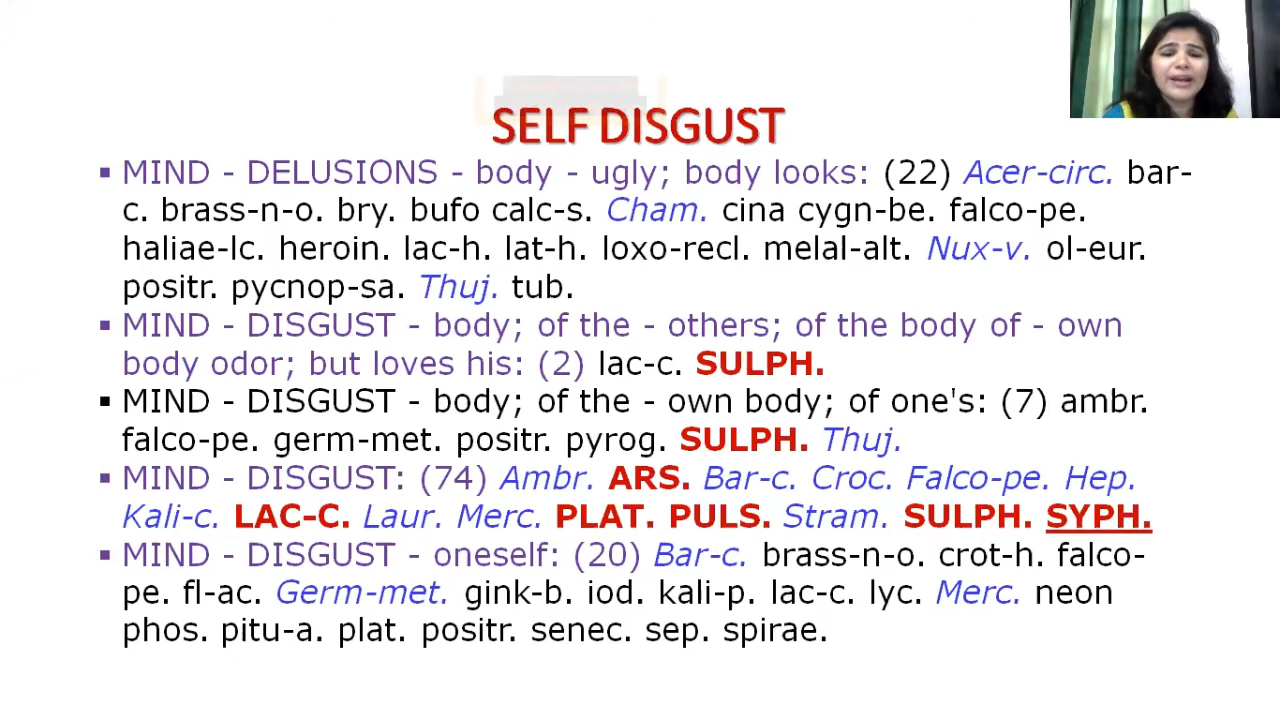 SELF DISGUST
▪ MIND - DELUSIONS - body - ugly; body looks: (22) Acer-circ. bar-
c. brass-n-o. bry. bufo calc-s. Cham. cina cygn-be. falco-pe.
haliae-lc. heroin. lac-h. lat-h. loxo-recl. melal-alt. Nux-v. ol-eur.
positr. pycnop-sa. Thuj. tub.
▪ MIND - DISGUST - body; of the - others; of the body of - own
body odor; but loves his: (2) lac-c. SULPH.
▪ MIND - DISGUST - body; of the - own body; of one's: (7) ambr.
falco-pe. germ-met. positr. pyrog. SULPH. Thuj.
▪ MIND - DISGUST: (74) Ambr. ARS. Bar-c. Croc. Falco-pe. Hep.
Kali-c. LAC-C. Laur. Merc. PLAT. PULS. Stram. SULPH. SYPH.
▪ MIND - DISGUST - oneself: (20) Bar-c. brass-n-o. crot-h. falco-
pe. fl-ac. Germ-met. gink-b. iod. kali-p. lac-c. lyc. Merc. neon
phos. pitu-a. plat. positr. senec. sep. spirae.